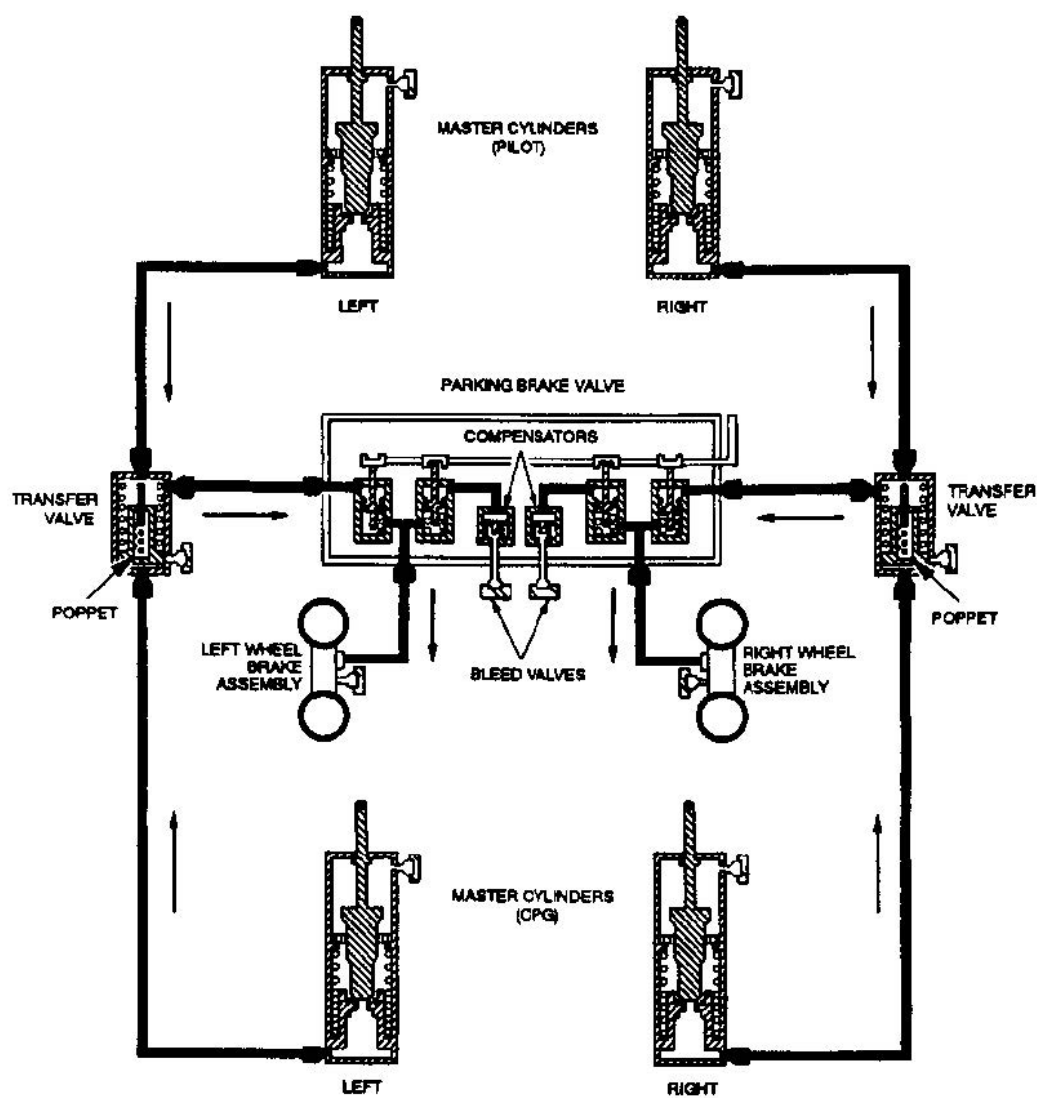 MASTER CYLINDERS
(PILOT)
LEFT
RIGHT
PARKING BRAKE VALVE
COMPENSATORS
TRANSFER
VALVE
TRANSFER
VALVE
POPPET
POPPET
LEFT WHEEL
BRAKE
ASSEMBLY
BLEED VALVES
RIGHT WHEEL
BRAKE
ASSEMBLY
MASTER CYLINDERS
(CPG)
LEFT
RIGHT